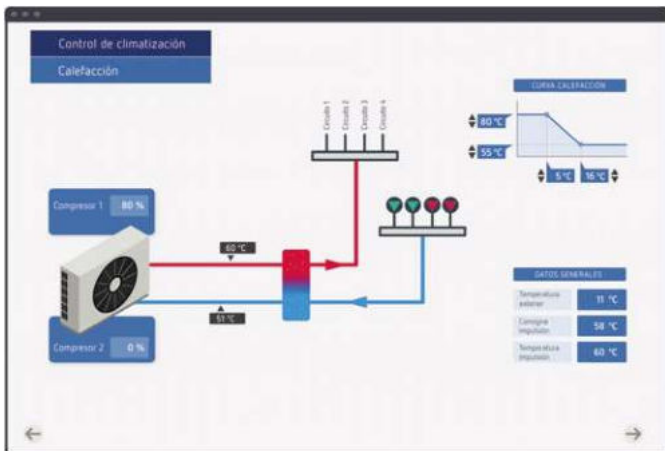 Control de climatización
Calefacción
Circuito 1
Circuito 2
Circuito 3
Circuito 4
CURVA CALEFACCIÓN
80 °C
55 °C
5 °C
16 °C
Compresor 1
80 %
60 °C
51 °C
Compresor 2
0 %
DATOS GENERALES
Temperatura
exterior
11 °C
Consigna
impulsión
58 °C
Temperatura
impulsión
60 °C